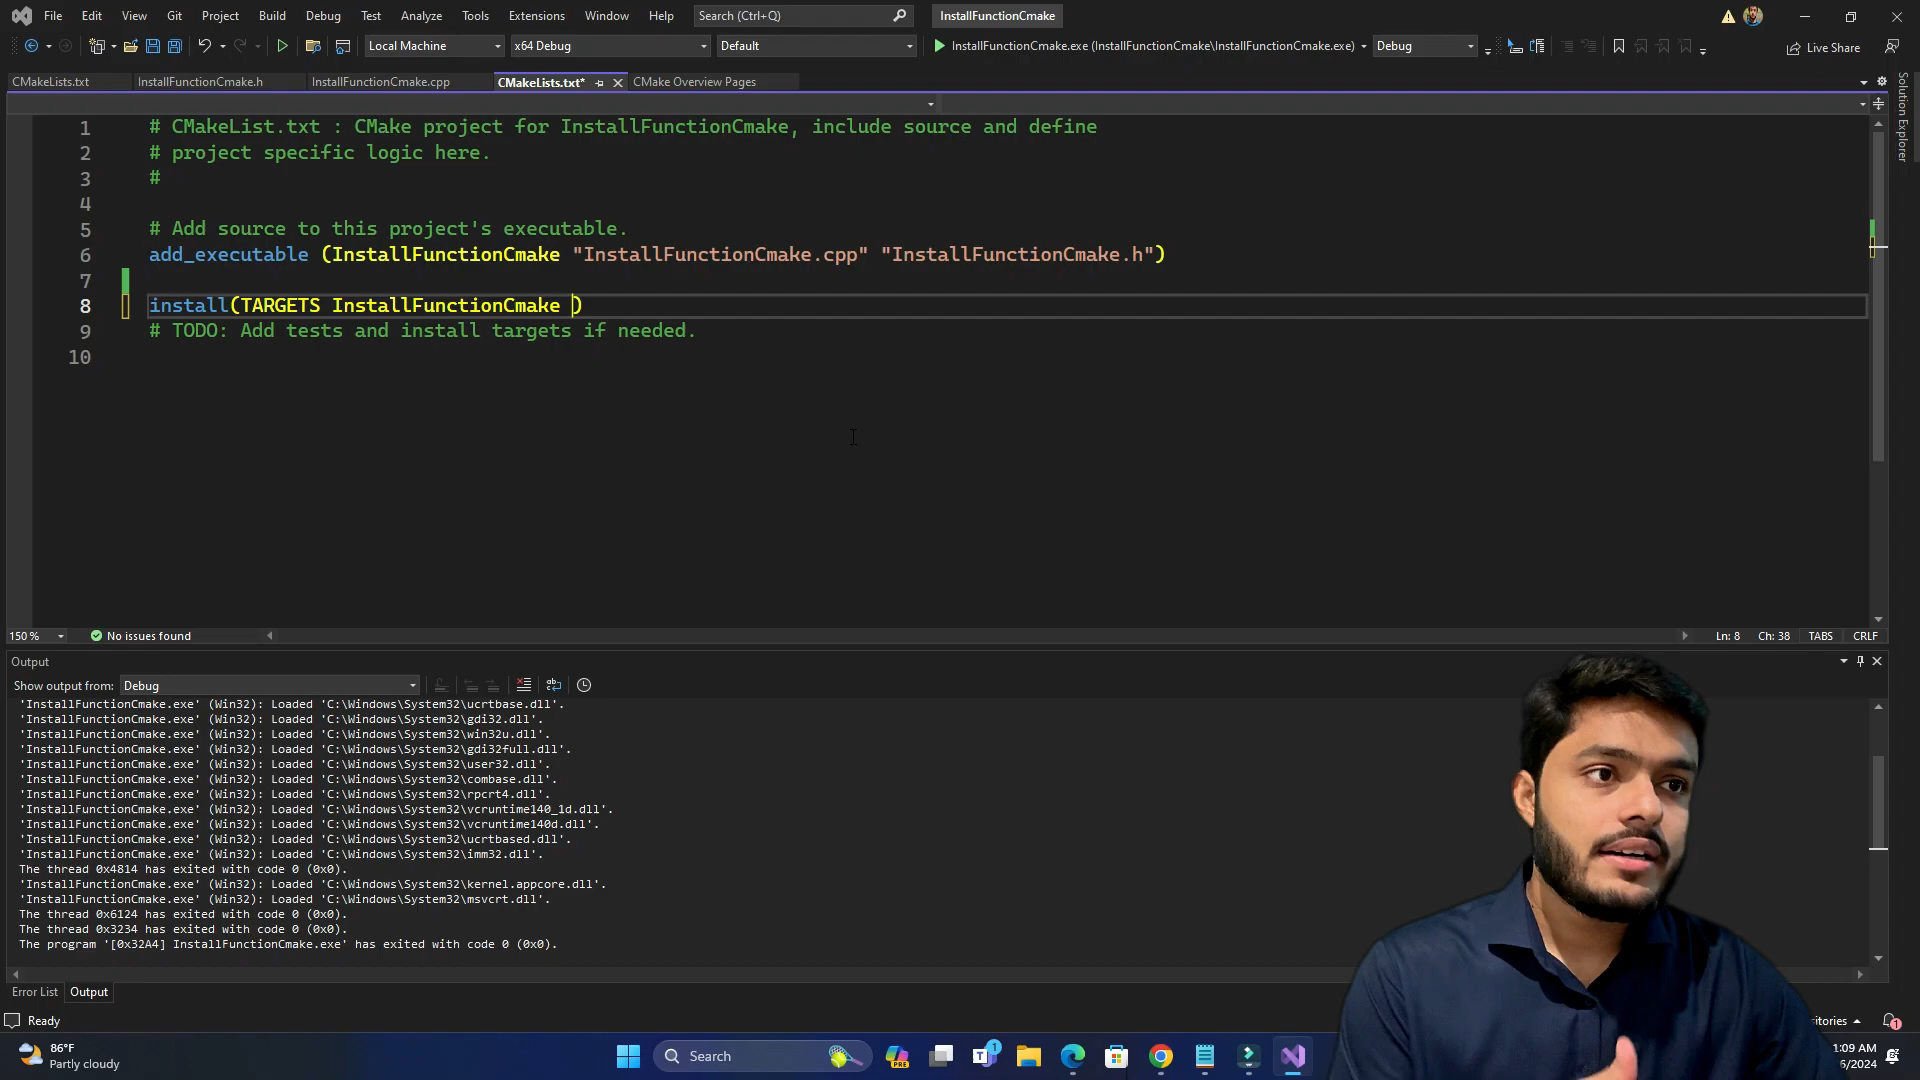 File Edit View Git Project Build Debug Test Analyze Tools Extensions Window Help Search (Ctrl+Q) InstallFunctionCmake
Local Machine x64 Debug Default InstallFunctionCmake.exe (InstallFunctionCmake\InstallFunctionCmake.exe) Debug Live Share
CMakeLists.txt InstallFunctionCmake.h InstallFunctionCmake.cpp CMakeLists.txt* CMake Overview Pages
Solution Explorer
1 # CMakeList.txt : CMake project for InstallFunctionCmake, include source and define
2 # project specific logic here.
3 #
4
5 # Add source to this project's executable.
6 add_executable (InstallFunctionCmake "InstallFunctionCmake.cpp" "InstallFunctionCmake.h")
7
8 install(TARGETS InstallFunctionCmake )
9 # TODO: Add tests and install targets if needed.
10
150 % No issues found Ln: 8 Ch: 38 TABS CRLF
Output
Show output from: Debug
'InstallFunctionCmake.exe' (Win32): Loaded 'C:\Windows\System32\ucrtbase.dll'.
'InstallFunctionCmake.exe' (Win32): Loaded 'C:\Windows\System32\gdi32.dll'.
'InstallFunctionCmake.exe' (Win32): Loaded 'C:\Windows\System32\win32u.dll'.
'InstallFunctionCmake.exe' (Win32): Loaded 'C:\Windows\System32\gdi32full.dll'.
'InstallFunctionCmake.exe' (Win32): Loaded 'C:\Windows\System32\user32.dll'.
'InstallFunctionCmake.exe' (Win32): Loaded 'C:\Windows\System32\combase.dll'.
'InstallFunctionCmake.exe' (Win32): Loaded 'C:\Windows\System32\rpcrt4.dll'.
'InstallFunctionCmake.exe' (Win32): Loaded 'C:\Windows\System32\vcruntime140_1d.dll'.
'InstallFunctionCmake.exe' (Win32): Loaded 'C:\Windows\System32\vcruntime140d.dll'.
'InstallFunctionCmake.exe' (Win32): Loaded 'C:\Windows\System32\ucrtbased.dll'.
'InstallFunctionCmake.exe' (Win32): Loaded 'C:\Windows\System32\imm32.dll'.
The thread 0x4814 has exited with code 0 (0x0).
'InstallFunctionCmake.exe' (Win32): Loaded 'C:\Windows\System32\kernel.appcore.dll'.
'InstallFunctionCmake.exe' (Win32): Loaded 'C:\Windows\System32\msvcrt.dll'.
The thread 0x6124 has exited with code 0 (0x0).
The thread 0x3234 has exited with code 0 (0x0).
The program '[0x32A4] InstallFunctionCmake.exe' has exited with code 0 (0x0).
Error List Output
Ready sitories 1
86°F
Partly cloudy
Search PRE 1
1:09 AM
6/2024